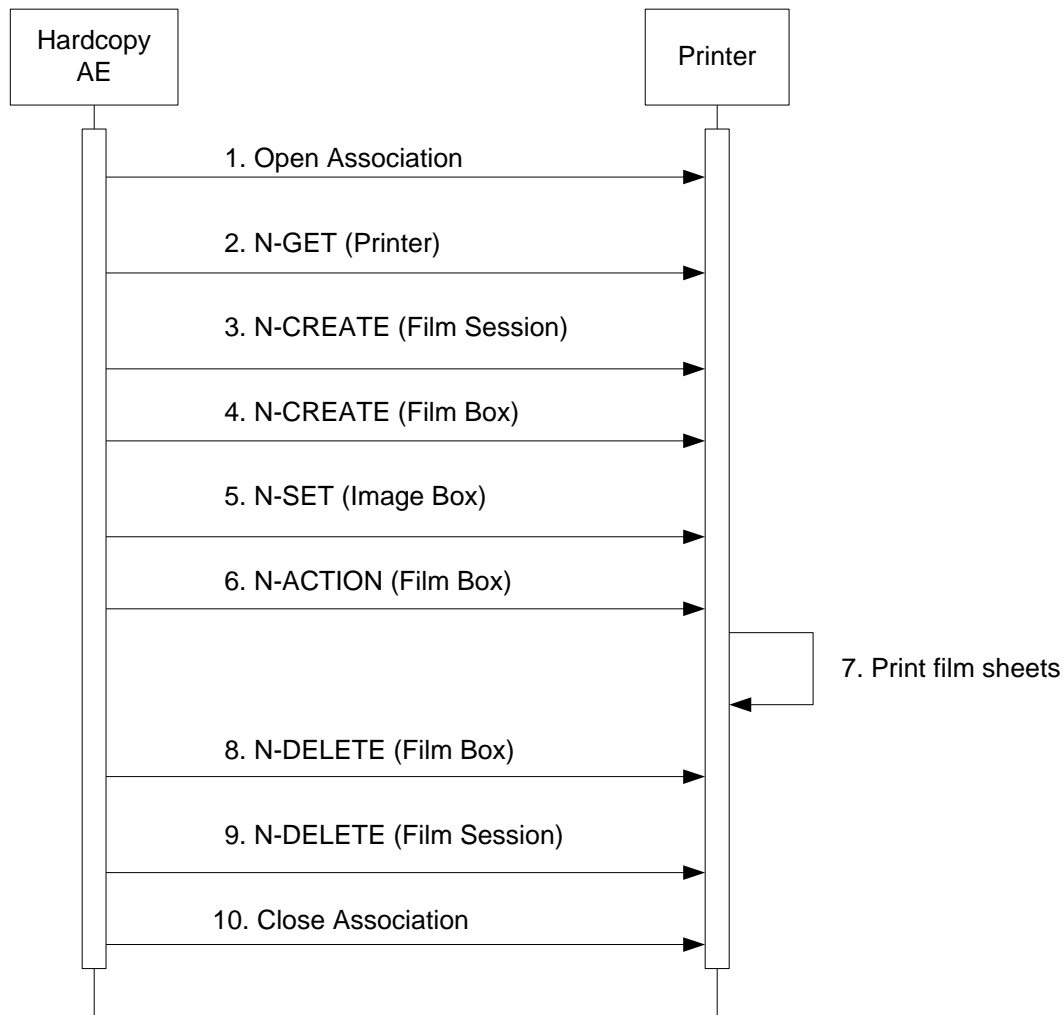 Hardcopy
AE
Printer
1. Open Association
2. N-GET (Printer)
3. N-CREATE (Film Session)
4. N-CREATE (Film Box)
5. N-SET (Image Box)
6. N-ACTION (Film Box)
7. Print film sheets
8. N-DELETE (Film Box)
9. N-DELETE (Film Session)
10. Close Association